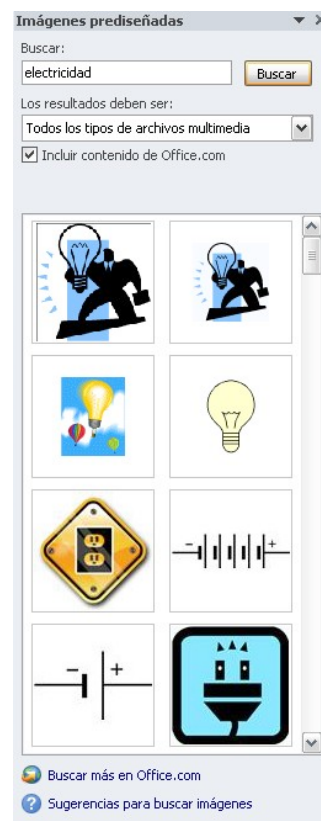 Imágenes prediseñadas
Buscar:
electricidad
Buscar
Los resultados deben ser:
Todos los tipos de archivos multimedia
Incluir contenido de Office.com
- +
- +
Buscar más en Office.com
Sugerencias para buscar imágenes